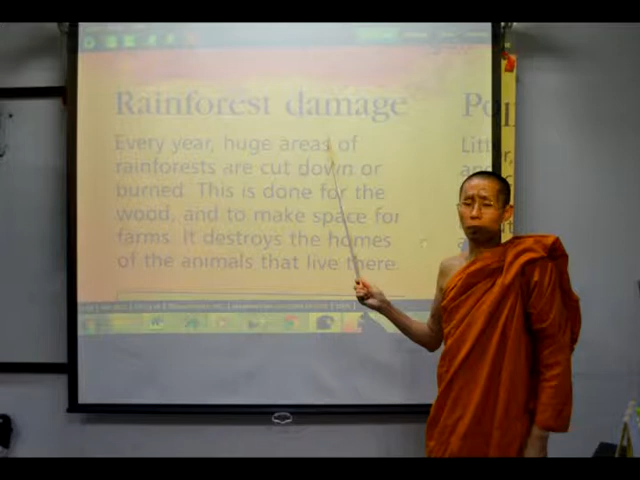 Rainforest damage
Every year, huge areas of
rainforests are cut down or
burned. This is done for the
wood, and to make space for
farms. It destroys the homes
of the animals that live there.